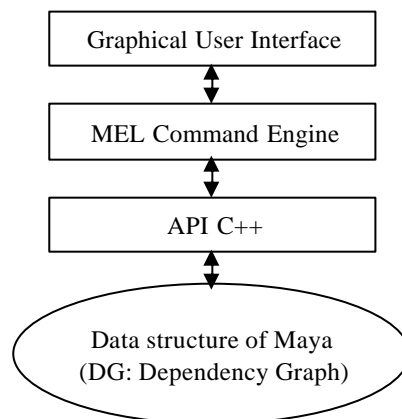 Graphical User Interface
MEL Command Engine
API C++
Data structure of Maya
(DG: Dependency Graph)